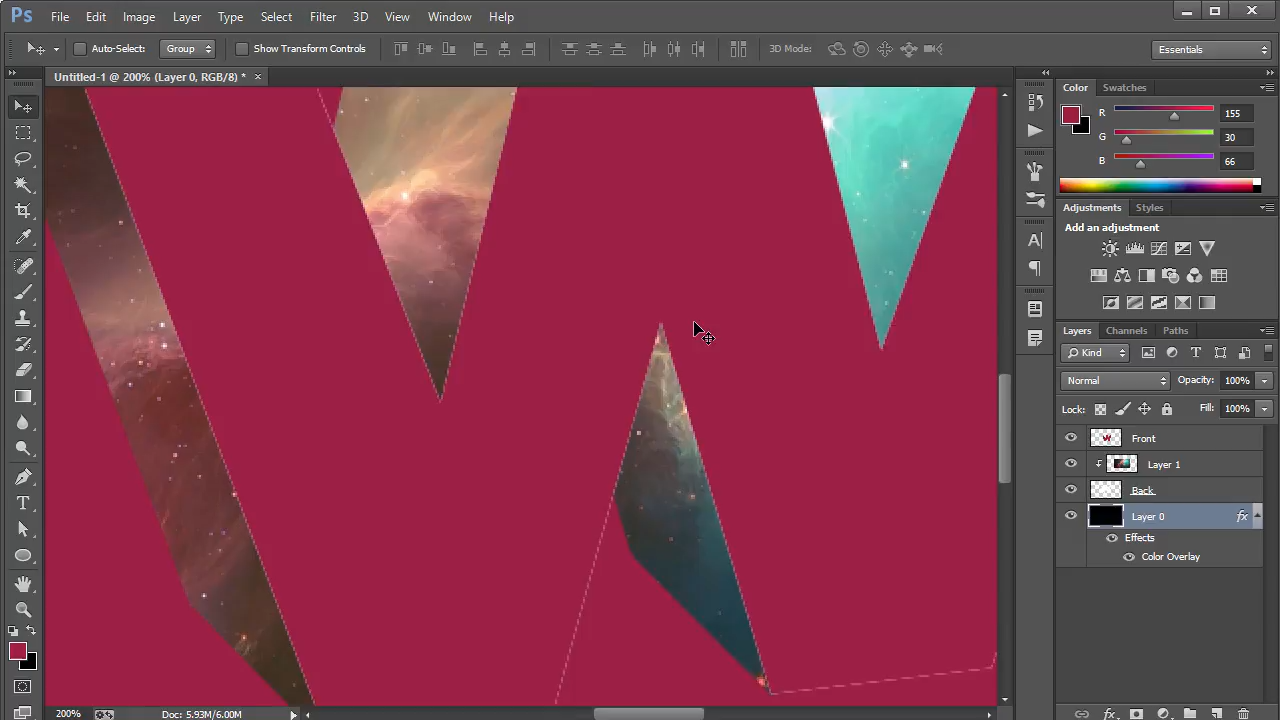 Ps File Edit Image Layer Type Select Filter 3D View Window Help
Auto-Select: Group Show Transform Controls 3D Mode: Essentials
Untitled-1 @ 200% (Layer 0, RGB/8) * ×
Color Swatches
R 155
G 30
B 66
Adjustments Styles
Add an adjustment
Layers Channels Paths
Kind
Normal Opacity: 100%
Lock: Fill: 100%
Front
Layer 1
Back
Layer 0 fx
Effects
Color Overlay
200% Doc: 5.93M/6.00M